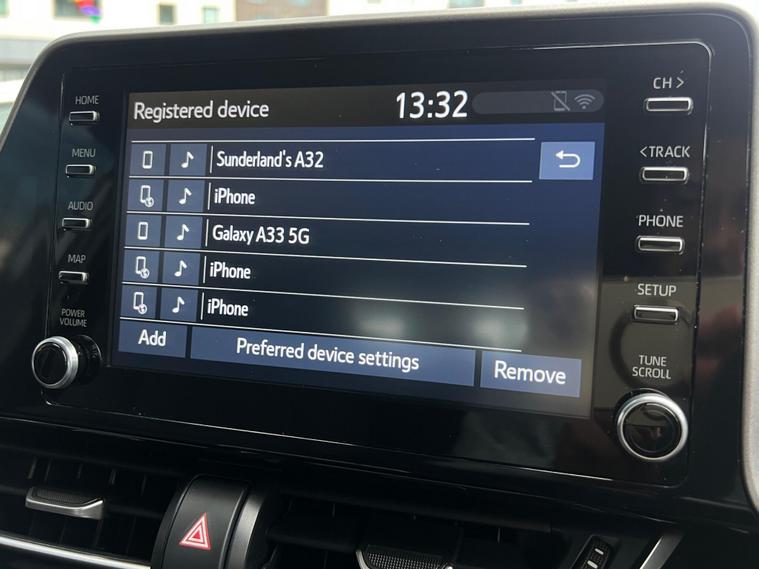 HOME
MENU
AUDIO
MAP
POWER
VOLUME
Registered device
13:32
Sunderland's A32
iPhone
Galaxy A33 5G
iPhone
iPhone
Add
Preferred device settings
Remove
CH >
< TRACK
PHONE
SETUP
TUNE
SCROLL